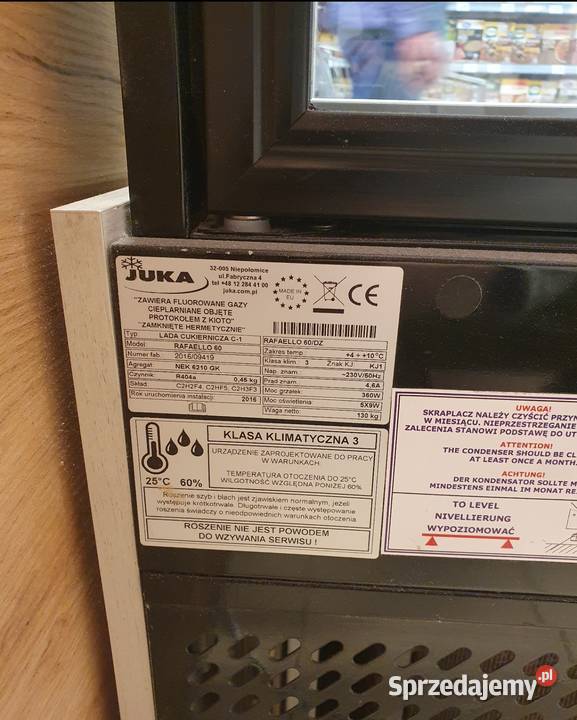 JUKA
32-005 Niepołomice
ul.Fabryczna 4
tel +48 12 284 41 00
juka.com.pl
MADE IN
EU
CE
"ZAWIERA FLUOROWANE GAZY
CIEPLARNIANE OBJĘTE
PROTOKOŁEM Z KIOTO"
"ZAMKNIĘTE HERMETYCZNIE"
Typ LADA CUKIERNICZA C-1
Model: RAFAELLO 60
Numer fab. 2016/09419
Agregat NEK 6210 GK
Czynnik R404a 0,45 kg
Skład: C2H2F4, C2HF5, C2H3F3
Rok uruchomienia instalacji 2016
RAFAELLO 60/DZ
Zakres temp. +4 ÷ +10°C
Klasa klim.: 3 Znak KJ KJ1
Nap. znam. ~230V/50Hz
Prąd znam. 4,6A
Moc grzałek 360W
Moc oświetlenia 5X9W
Waga netto: 130 kg
25°C 60%
KLASA KLIMATYCZNA 3
URZĄDZENIE ZAPROJEKTOWANE DO PRACY
W WARUNKACH:
TEMPERATURA OTOCZENIA DO 25°C
WILGOTNOŚĆ WZGLĘDNA PONIŻEJ 60%
Roszenie szyb i blach jest zjawiskiem normalnym, jeżeli
występuje krótkotrwale. Długotrwałe i częste występowanie
roszenia świadczy o nieodpowiednich warunkach otoczenia.
ROSZENIE NIE JEST POWODEM
DO WZYWANIA SERWISU !
UWAGA!
SKRAPLACZ NALEŻY CZYŚCIĆ PRZYN
W MIESIĄCU. NIEPRZESTRZEGANIE
ZALECENIA STANOWI PODSTAWĘ DO UT
ATTENTION!
THE CONDENSER SHOULD BE CL
AT LEAST ONCE A MONTH.
ACHTUNG!
DER KONDENSATOR SOLLTE M
MINDESTENS EINMAL IM MONAT RE
TO LEVEL
NIVELLIERUNG
WYPOZIOMOWAĆ
Sprzedajemy.pl